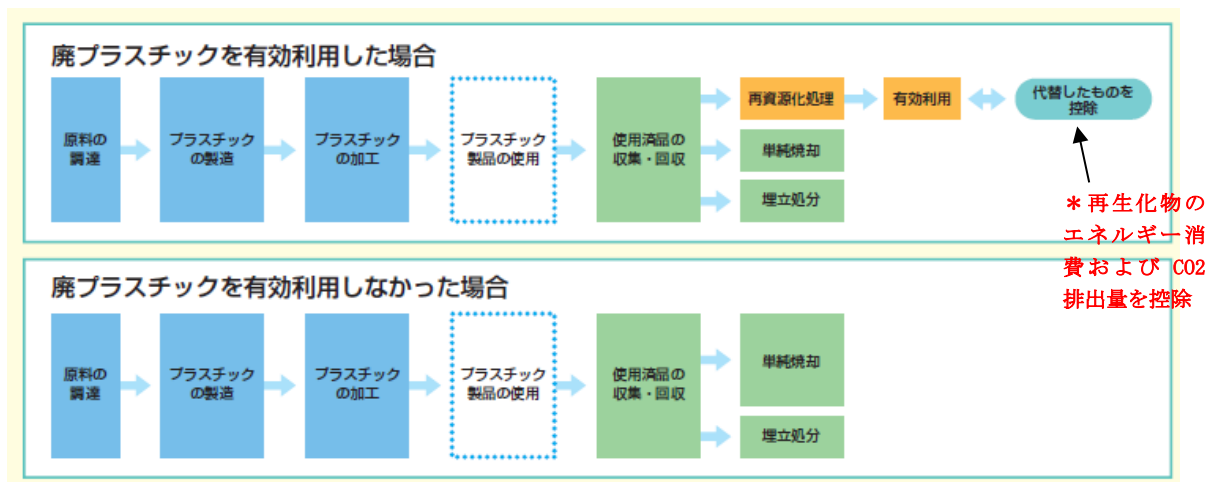 廃プラスチックを有効利用した場合
原料の
調達
プラスチック
の製造
プラスチック
の加工
プラスチック
製品の使用
使用済品の
収集・回収
再資源化処理
有効利用
代替したものを
控除
単純焼却
埋立処分
＊再生化物の
エネルギー消
費および CO2
排出量を控除
廃プラスチックを有効利用しなかった場合
原料の
調達
プラスチック
の製造
プラスチック
の加工
プラスチック
製品の使用
使用済品の
収集・回収
単純焼却
埋立処分